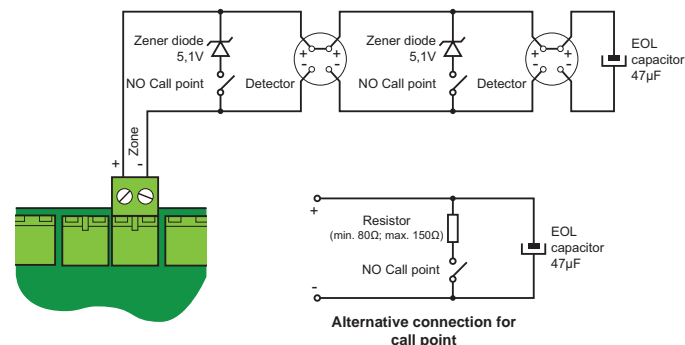 Zener diode
5,1V
NO Call point
Detector
+ +
- -
Zener diode
5,1V
NO Call point
Detector
+ +
- -
EOL
capacitor
47µF
Zone
+ -
+
-
Resistor
(min. 80Ω; max. 150Ω)
NO Call point
EOL
capacitor
47µF
Alternative connection for
call point